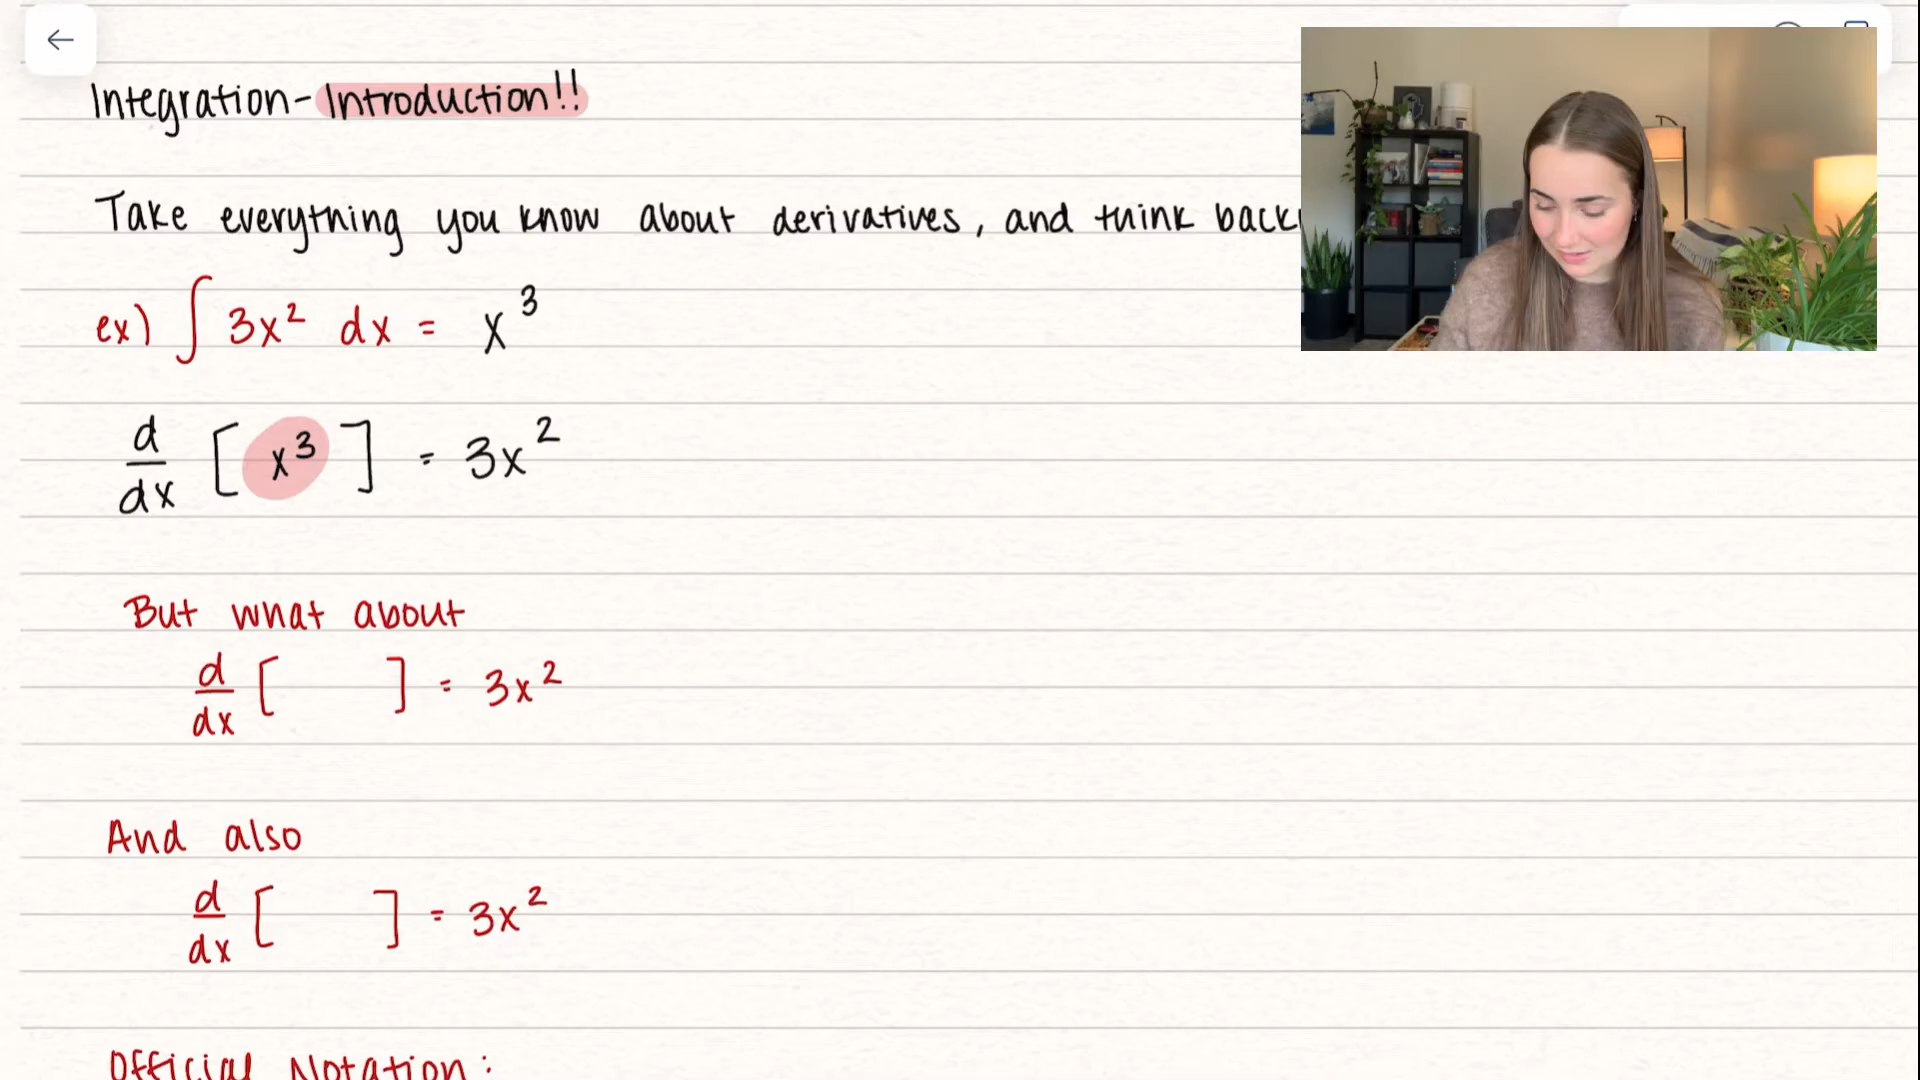 Integration - Introduction!!
Take everything you know about derivatives, and think
ex) ∫ 3x² dx = x³
d/dx [ x³ ] = 3x²
But what about
d/dx [ ] = 3x²
And also
d/dx [ ] = 3x²
Official Notation: